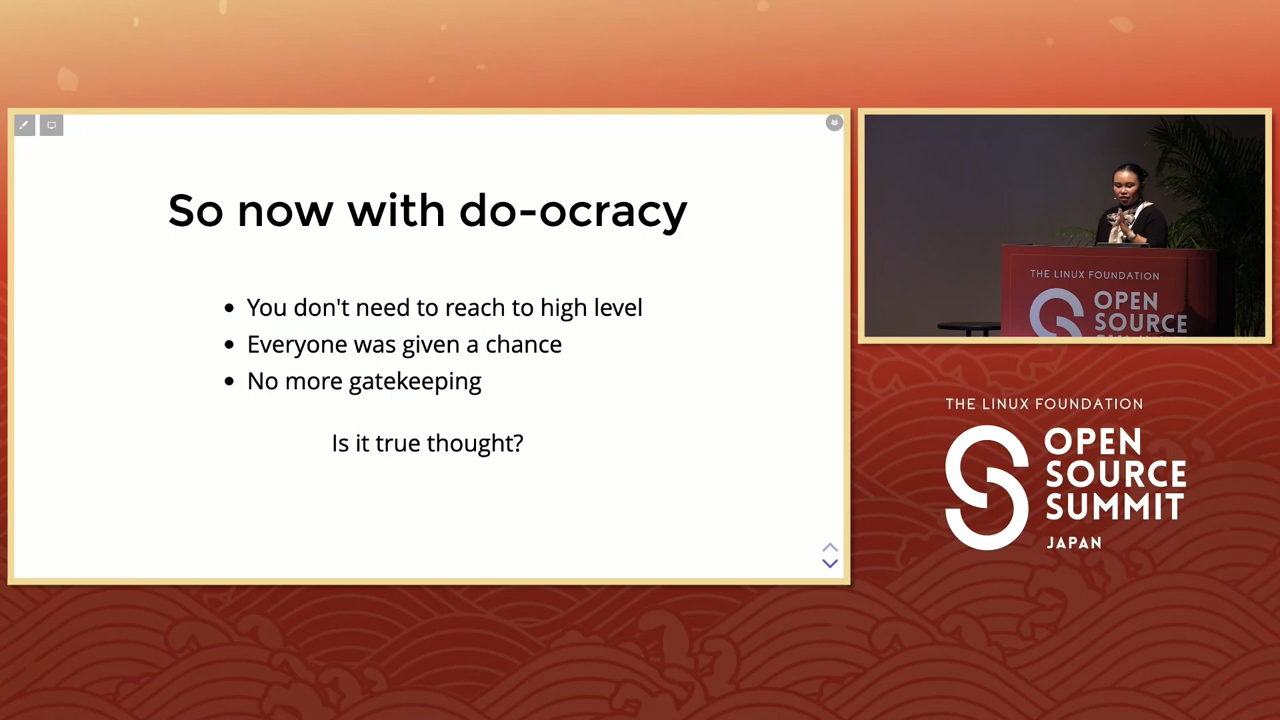 So now with do-ocracy
You don't need to reach to high level
Everyone was given a chance
No more gatekeeping
Is it true thought?
THE LINUX FOUNDATION
OPEN
SOURCE
THE LINUX FOUNDATION
OPEN
SOURCE
SUMMIT
JAPAN